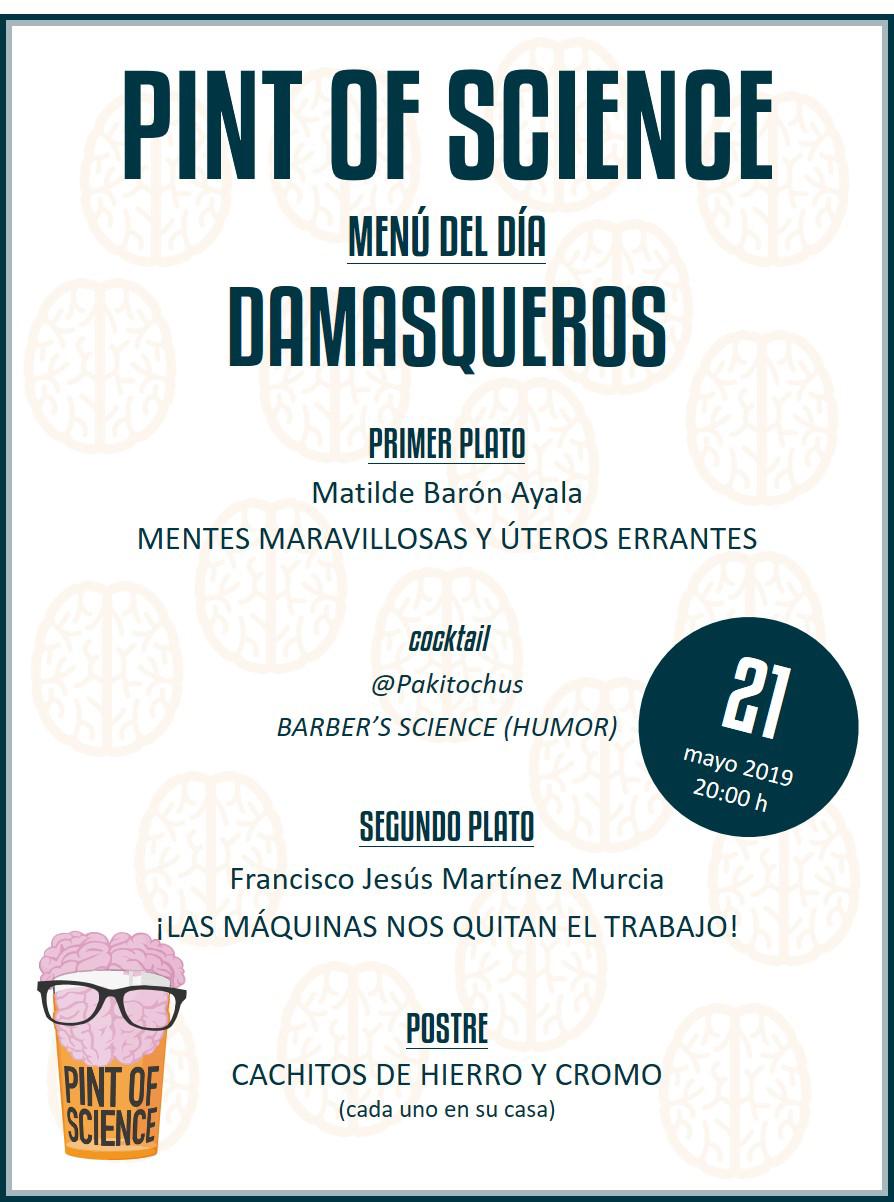 PINT OF SCIENCE
MENÚ DEL DÍA
DAMASQUEROS
PRIMER PLATO
Matilde Barón Ayala
MENTES MARAVILLOSAS Y ÚTEROS ERRANTES
cocktail
@Pakitochus
BARBER’S SCIENCE (HUMOR)
21
mayo 2019
20:00 h
SEGUNDO PLATO
Francisco Jesús Martínez Murcia
¡LAS MÁQUINAS NOS QUITAN EL TRABAJO!
POSTRE
CACHITOS DE HIERRO Y CROMO
(cada uno en su casa)
PINT OF
SCIENCE